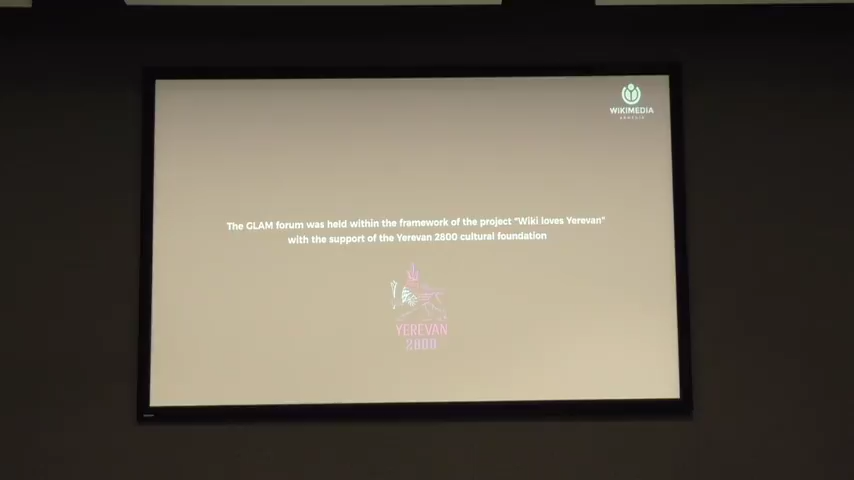 WIKIMEDIA
ARMENIA
The GLAM forum was held within the framework of the project "Wiki loves Yerevan"
with the support of the Yerevan 2800 cultural foundation
YEREVAN
2800